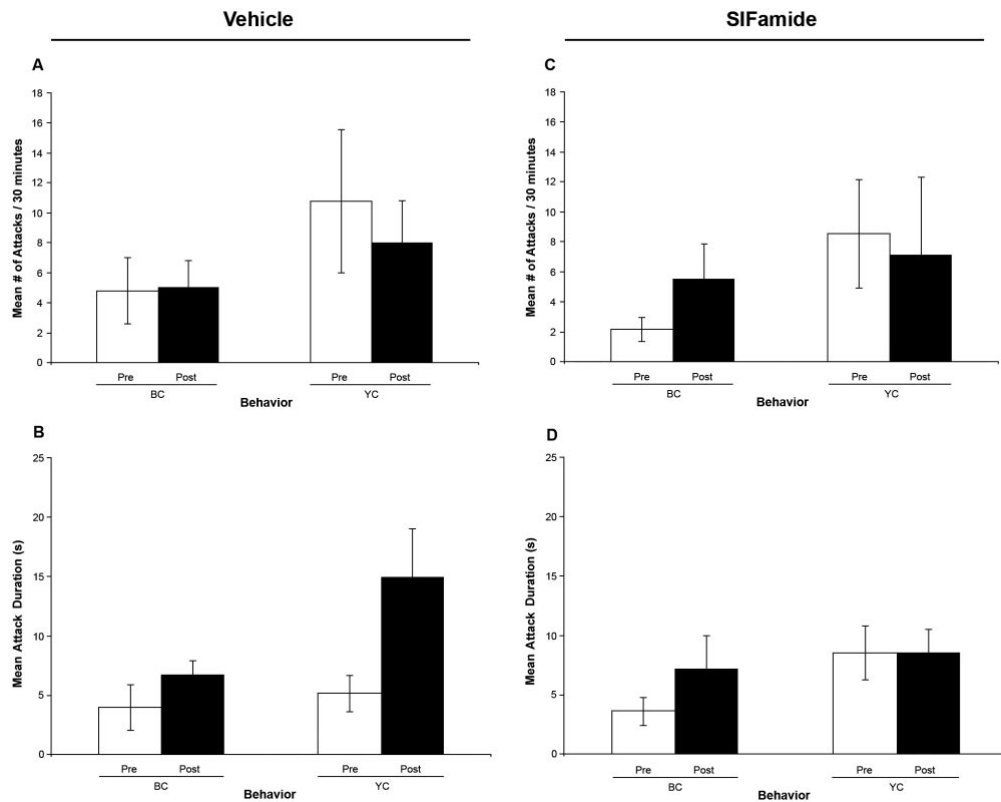 Vehicle
SIFamide
A
Mean # of Attacks / 30 minutes
18
16
14
12
10
8
6
4
2
0
Pre Post Pre Post
BC YC
Behavior
C
Mean # of Attacks/ 30 minutes
18
16
14
12
10
8
6
4
2
0
Pre Post Pre Post
BC YC
Behavior
B
Mean Attack Duration (s)
25
20
15
10
5
0
Pre Post Pre Post
BC YC
Behavior
D
Mean Attack Duration (s)
25
20
15
10
5
0
Pre Post Pre Post
BC YC
Behavior